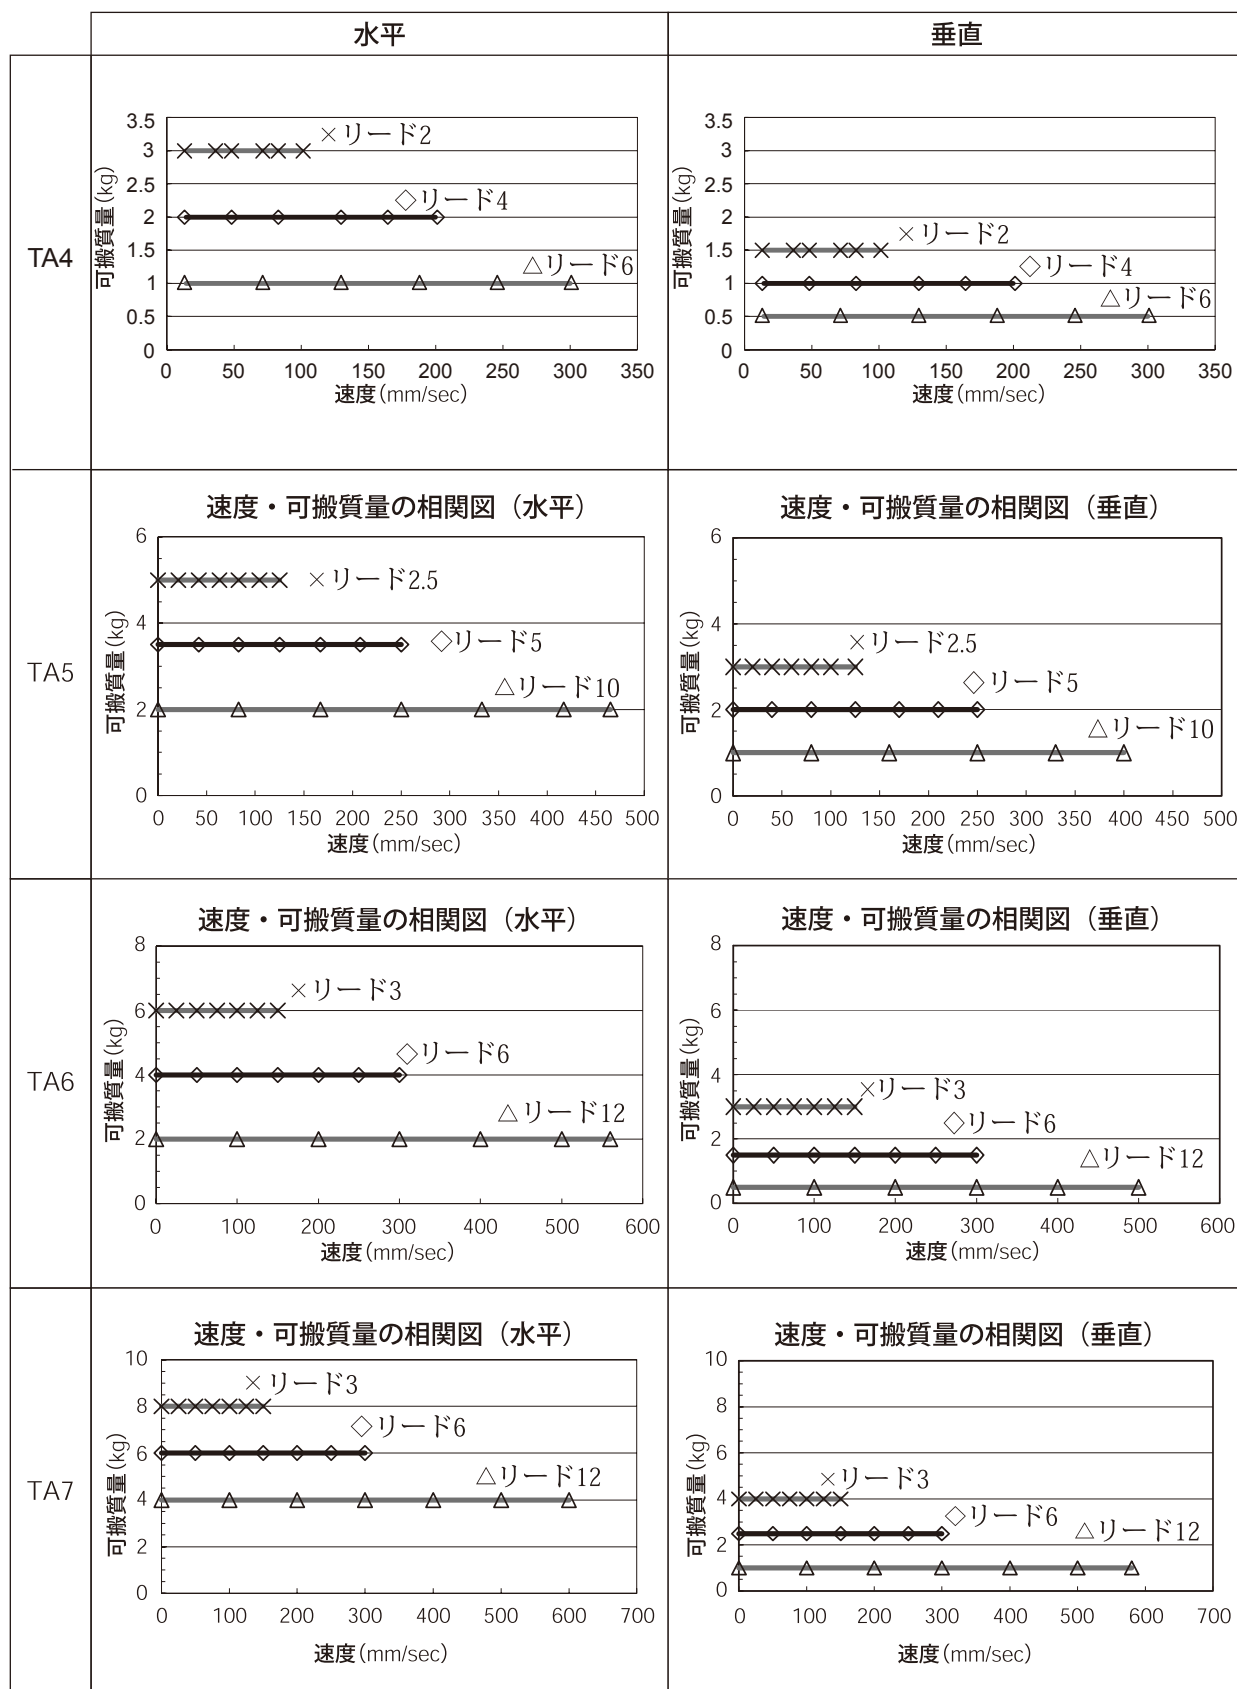 水平
垂直
TA4
3.5
3
2.5
2
1.5
1
0.5
0
可搬質量(kg)
×リード2
◇リード4
△リード6
0 50 100 150 200 250 300 350
速度(mm/sec)
3.5
3
2.5
2
1.5
1
0.5
0
可搬質量(kg)
×リード2
◇リード4
△リード6
0 50 100 150 200 250 300 350
速度(mm/sec)
TA5
速度・可搬質量の相関図（水平）
6
4
2
0
可搬質量(kg)
×リード2.5
◇リード5
△リード10
0 50 100 150 200 250 300 350 400 450 500
速度(mm/sec)
速度・可搬質量の相関図（垂直）
6
4
2
0
可搬質量(kg)
×リード2.5
◇リード5
△リード10
0 50 100 150 200 250 300 350 400 450 500
速度(mm/sec)
TA6
速度・可搬質量の相関図（水平）
8
6
4
2
0
可搬質量(kg)
×リード3
◇リード6
△リード12
0 100 200 300 400 500 600
速度(mm/sec)
速度・可搬質量の相関図（垂直）
8
6
4
2
0
可搬質量(kg)
×リード3
◇リード6
△リード12
0 100 200 300 400 500 600
速度(mm/sec)
TA7
速度・可搬質量の相関図（水平）
10
8
6
4
2
0
可搬質量(kg)
×リード3
◇リード6
△リード12
0 100 200 300 400 500 600 700
速度(mm/sec)
速度・可搬質量の相関図（垂直）
10
8
6
4
2
0
可搬質量(kg)
×リード3
◇リード6
△リード12
0 100 200 300 400 500 600 700
速度(mm/sec)